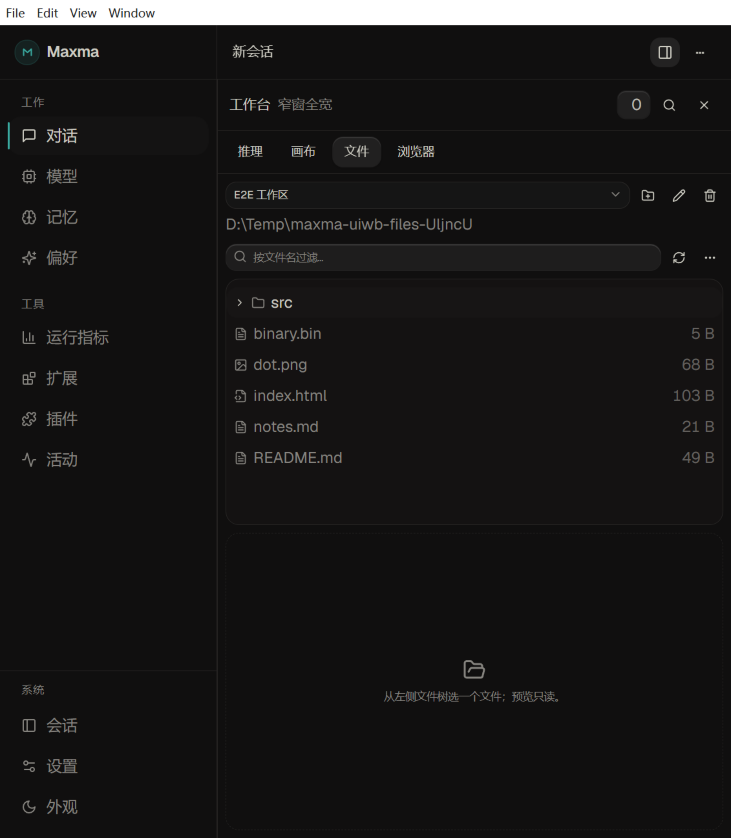 File Edit View Window
Maxma
新会话
工作
对话
模型
记忆
偏好
工具
运行指标
扩展
插件
活动
系统
会话
设置
外观
工作台 窄窗全宽
0
推理 画布 文件 浏览器
E2E 工作区
D:\Temp\maxma-uiwb-files-UljncU
按文件名过滤...
src
binary.bin 5 B
dot.png 68 B
index.html 103 B
notes.md 21 B
README.md 49 B
从左侧文件树选一个文件；预览只读。